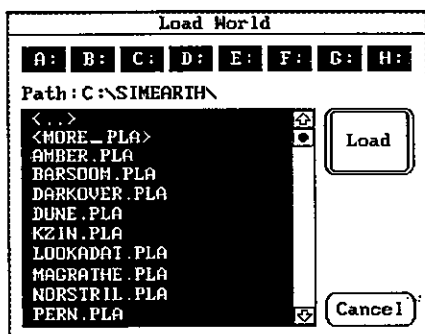 Load World
A: B: C: D: E: F: G: H:
Path:C:\SIMEARTH\
<..>
<MORE_PLA>
AMBER.PLA
BARSOOM.PLA
DARKOVER.PLA
DUNE.PLA
KZIN.PLA
LOOKADAT.PLA
MAGRATHE.PLA
NORSTRIL.PLA
PERN.PLA
Load
Cancel